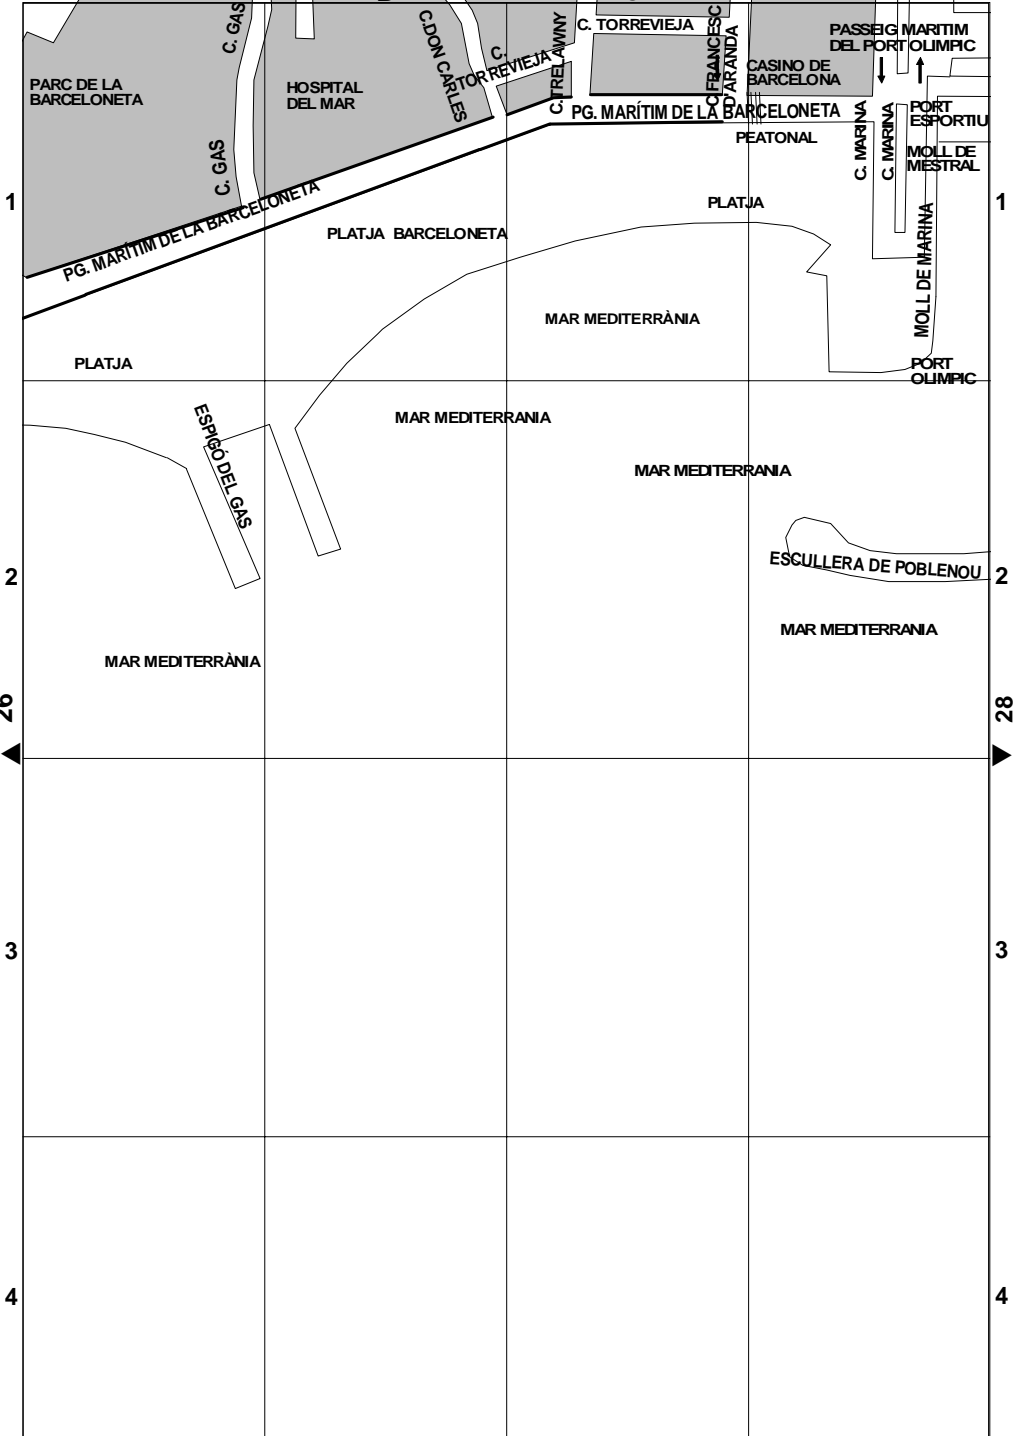 C. GAS
C.DON CARLES
C.
TORREVIEJA
C.TRELAWNY
C. TORREVIEJA
C.FRANCESC
D'ARANDA
PASSEIG MARITIM
DEL PORT OLIMPIC
PARC DE LA
BARCELONETA
HOSPITAL
DEL MAR
CASINO DE
BARCELONA
PG. MARÍTIM DE LA BARCELONETA
PEATONAL
C. MARINA
C. MARINA
PORT
ESPORTIU
MOLL DE
MESTRAL
C. GAS
1
PG. MARÍTIM DE LA BARCELONETA
PLATJA BARCELONETA
PLATJA
MOLL DE MARINA
1
MAR MEDITERRÀNIA
PLATJA
PORT
OLIMPIC
ESPIGÓ DEL GAS
MAR MEDITERRANIA
MAR MEDITERRANIA
ESCULLERA DE POBLENOU
2
2
MAR MEDITERRANIA
MAR MEDITERRÀNIA
26
28
3
3
4
4